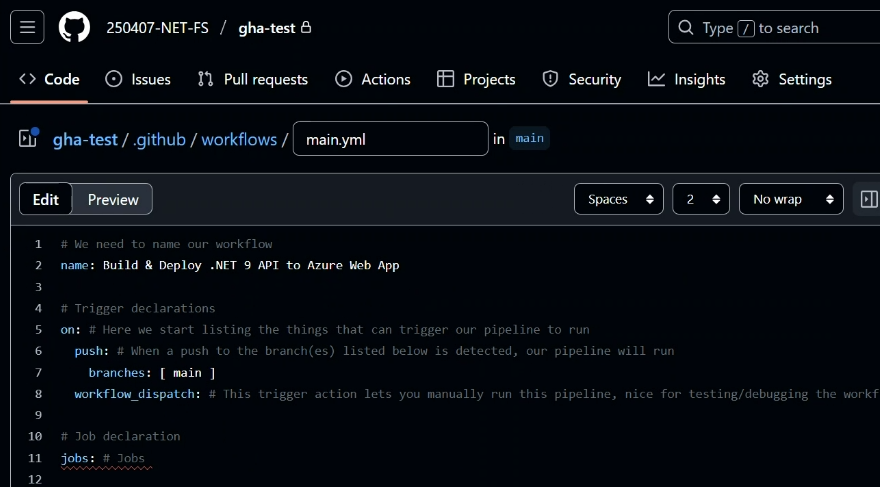 250407-NET-FS / gha-test
Type / to search
Code Issues Pull requests Actions Projects Security Insights Settings
gha-test / .github / workflows / main.yml in main
Edit Preview Spaces 2 No wrap
1 # We need to name our workflow
2 name: Build & Deploy .NET 9 API to Azure Web App
3
4 # Trigger declarations
5 on: # Here we start listing the things that can trigger our pipeline to run
6 push: # When a push to the branch(es) listed below is detected, our pipeline will run
7 branches: [ main ]
8 workflow_dispatch: # This trigger action lets you manually run this pipeline, nice for testing/debugging the workf
9
10 # Job declaration
11 jobs: # Jobs
12